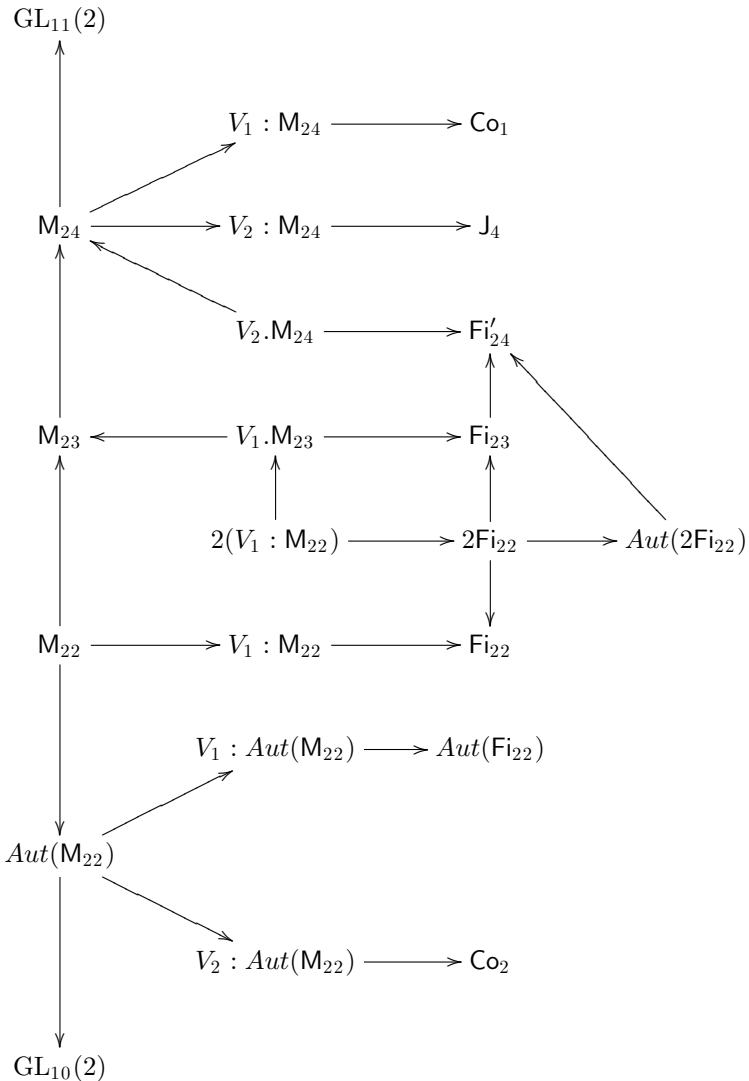 GL₁₁(2)
V₁ : M₂₄ Co₁
M₂₄ V₂ : M₂₄ J₄
V₂.M₂₄ Fi′₂₄
M₂₃ V₁.M₂₃ Fi₂₃
2(V₁ : M₂₂) 2Fi₂₂ Aut(2Fi₂₂)
M₂₂ V₁ : M₂₂ Fi₂₂
V₁ : Aut(M₂₂) Aut(Fi₂₂)
Aut(M₂₂)
V₂ : Aut(M₂₂) Co₂
GL₁₀(2)